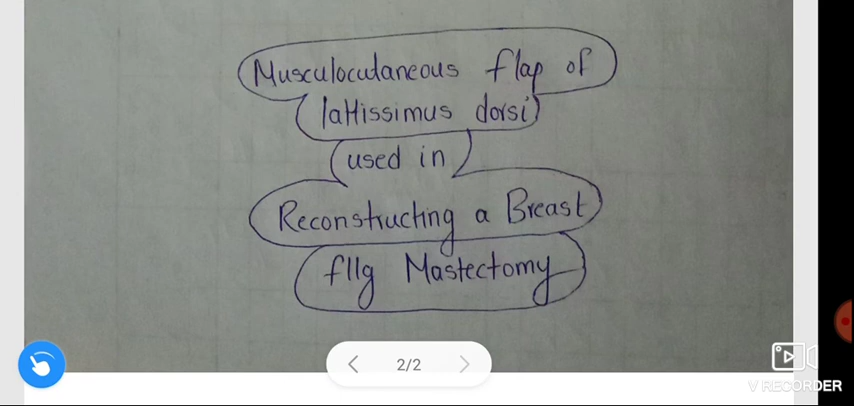 Musculocutaneous flap of
lattissimus dorsi
used in
Reconstructing a Breast
fllg Mastectomy
2/2
V RECORDER